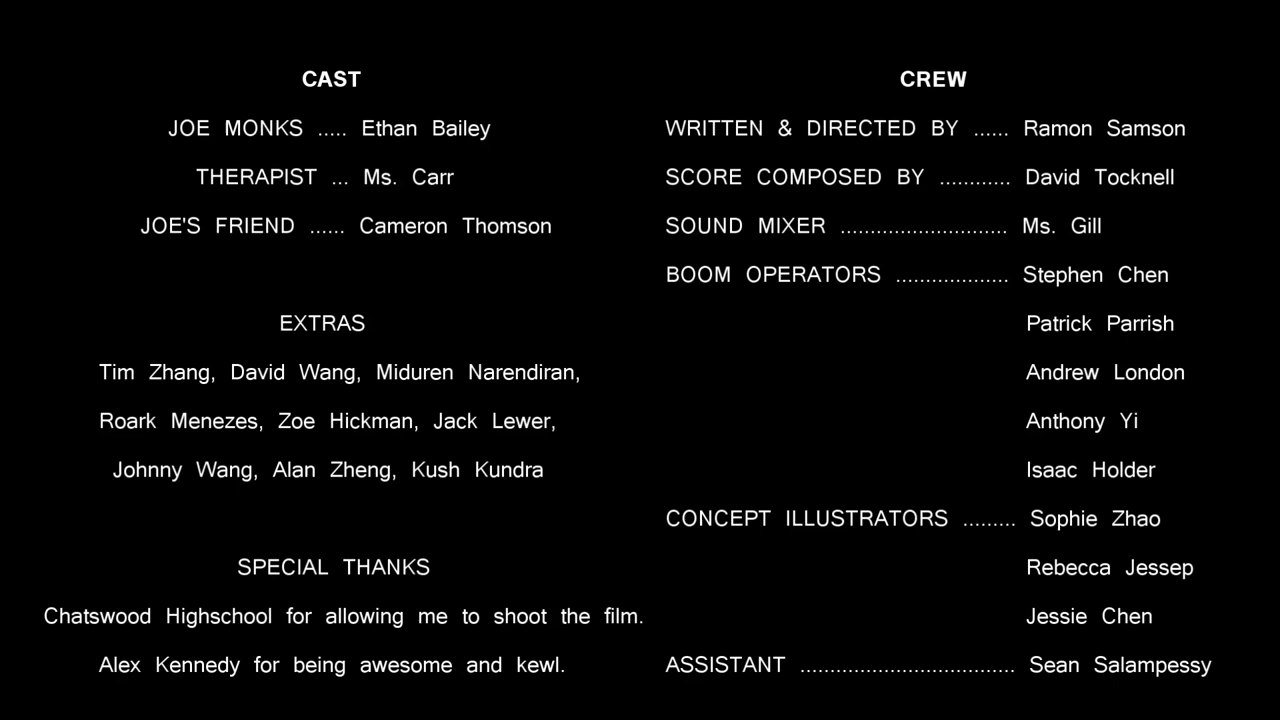 CAST
JOE MONKS ..... Ethan Bailey
THERAPIST ... Ms. Carr
JOE'S FRIEND ...... Cameron Thomson
EXTRAS
Tim Zhang, David Wang, Miduren Narendiran,
Roark Menezes, Zoe Hickman, Jack Lewer,
Johnny Wang, Alan Zheng, Kush Kundra
SPECIAL THANKS
Chatswood Highschool for allowing me to shoot the film.
Alex Kennedy for being awesome and kewl.
CREW
WRITTEN & DIRECTED BY ...... Ramon Samson
SCORE COMPOSED BY ............ David Tocknell
SOUND MIXER ............................ Ms. Gill
BOOM OPERATORS ................... Stephen Chen
Patrick Parrish
Andrew London
Anthony Yi
Isaac Holder
CONCEPT ILLUSTRATORS ......... Sophie Zhao
Rebecca Jessep
Jessie Chen
ASSISTANT .................................... Sean Salampessy